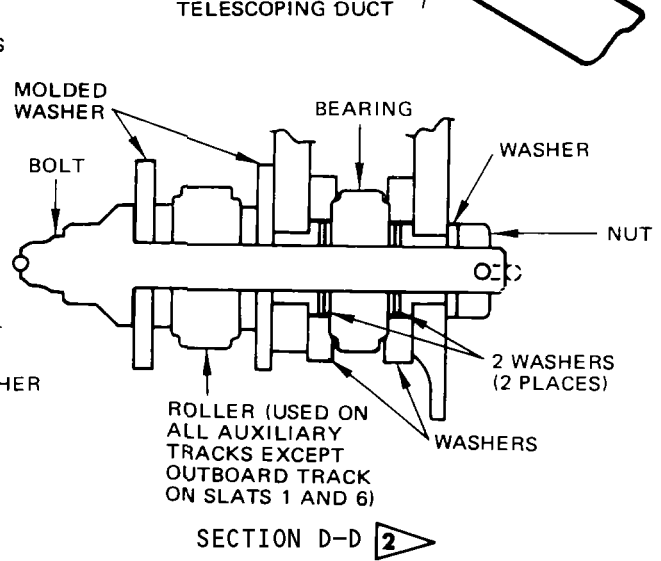 TELESCOPING DUCT
S
MOLDED
WASHER
BEARING
WASHER
BOLT
NUT
HER
2 WASHERS
(2 PLACES)
ROLLER (USED ON
ALL AUXILIARY
TRACKS EXCEPT
OUTBOARD TRACK
ON SLATS 1 AND 6)
WASHERS
SECTION D-D 2